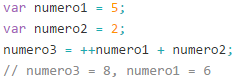 var numero1 = 5;
var numero2 = 2;
numero3 = ++numero1 + numero2;
// numero3 = 8, numero1 = 6